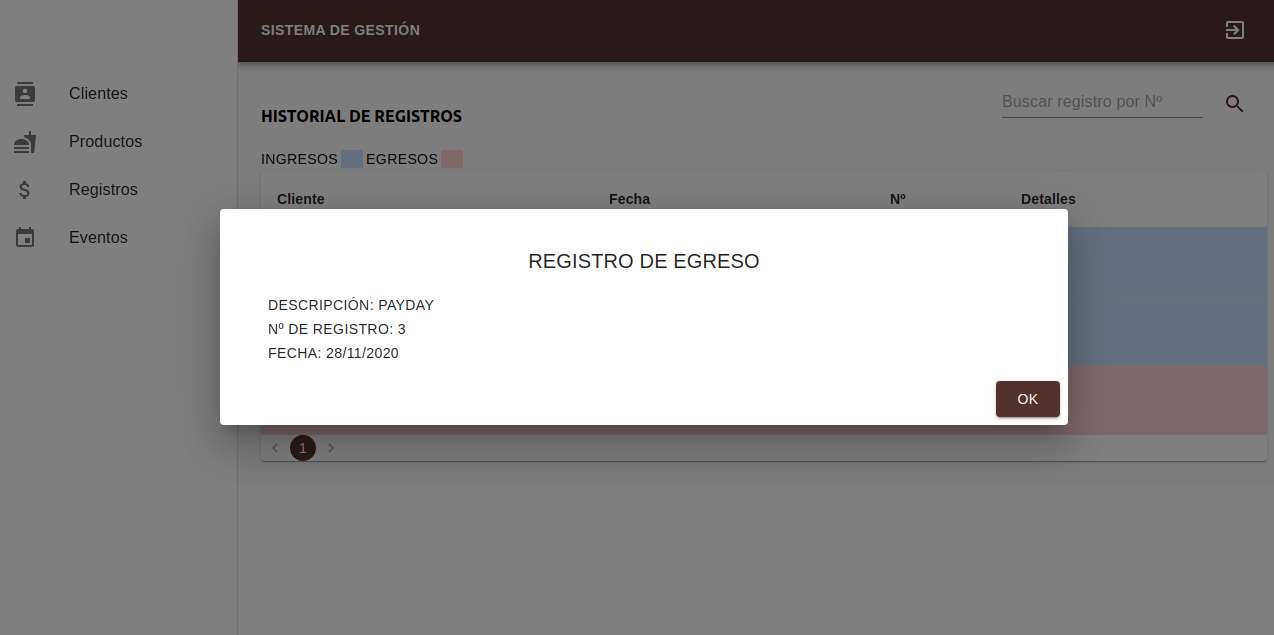 SISTEMA DE GESTIÓN
Clientes
Productos
Registros
Eventos
Buscar registro por Nº
HISTORIAL DE REGISTROS
INGRESOS EGRESOS
Cliente Fecha Nº Detalles
REGISTRO DE EGRESO
DESCRIPCIÓN: PAYDAY
Nº DE REGISTRO: 3
FECHA: 28/11/2020
OK
1